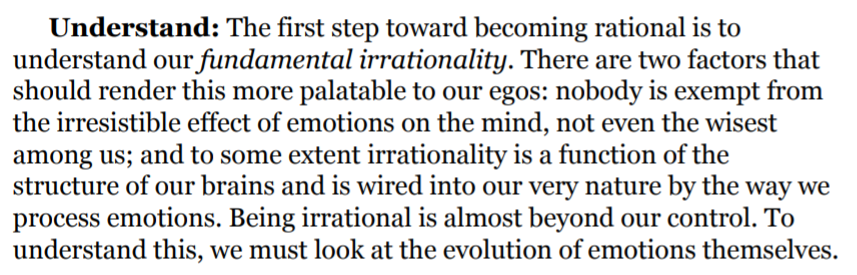 Understand: The first step toward becoming rational is to
understand our fundamental irrationality. There are two factors that
should render this more palatable to our egos: nobody is exempt from
the irresistible effect of emotions on the mind, not even the wisest
among us; and to some extent irrationality is a function of the
structure of our brains and is wired into our very nature by the way we
process emotions. Being irrational is almost beyond our control. To
understand this, we must look at the evolution of emotions themselves.